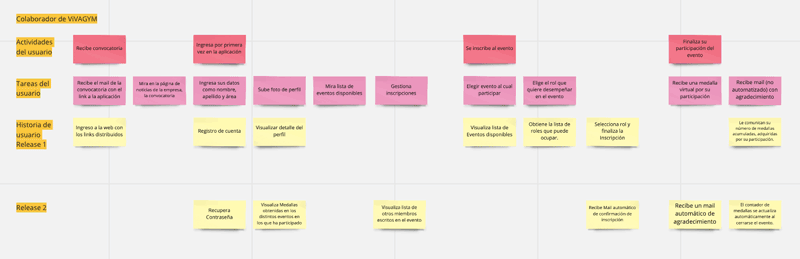 Colaborador de ViVAGYM
Actividades
del usuario
Recibe convocatoria
Ingresa por primera
vez en la aplicación
Se inscriba al evento
Finaliza su
participación del
evento
Tareas del
usuario
Recibe el mail de la
convocatoria con el
link a la aplicación
Mira en la página de
noticias de la empresa,
la convocatoria
Ingresa sus datos
como nombre,
apellido y área
Sube foto de perfil
Mira lista de
eventos disponibles
Gestiona
inscripciones
Elegir evento al cual
participar
Elige el rol que
quiere desempeñar
en el evento
Recibe una medalla
virtual por su
participación
Recibe mail (no
automatizado) con
agradecimiento
Historia de
usuario
Release 1
Ingreso a la web con
los links distribuidos
Registro de cuenta
Visualizar detalle del
perfil
Visualiza lista de
Eventos disponibles
Obtiene la lista de
roles que puede
ocupar.
Selecciona rol y
finaliza la
inscripción
Le comunican su
número de medallas
acumuladas, adquiridas
por su participación.
Release 2
Recupera
Contraseña
Visualiza Medallas
obtenidas en los
distintos eventos en
los que ha participado
Visualiza lista de
otros miembros
escritos en el evento
Recibe Mail automático
de confirmación de
inscripción
Recibe un mail
automático de
agradecimiento
El contador de
medallas se actualiza
automáticamente al
cerrarse el evento.